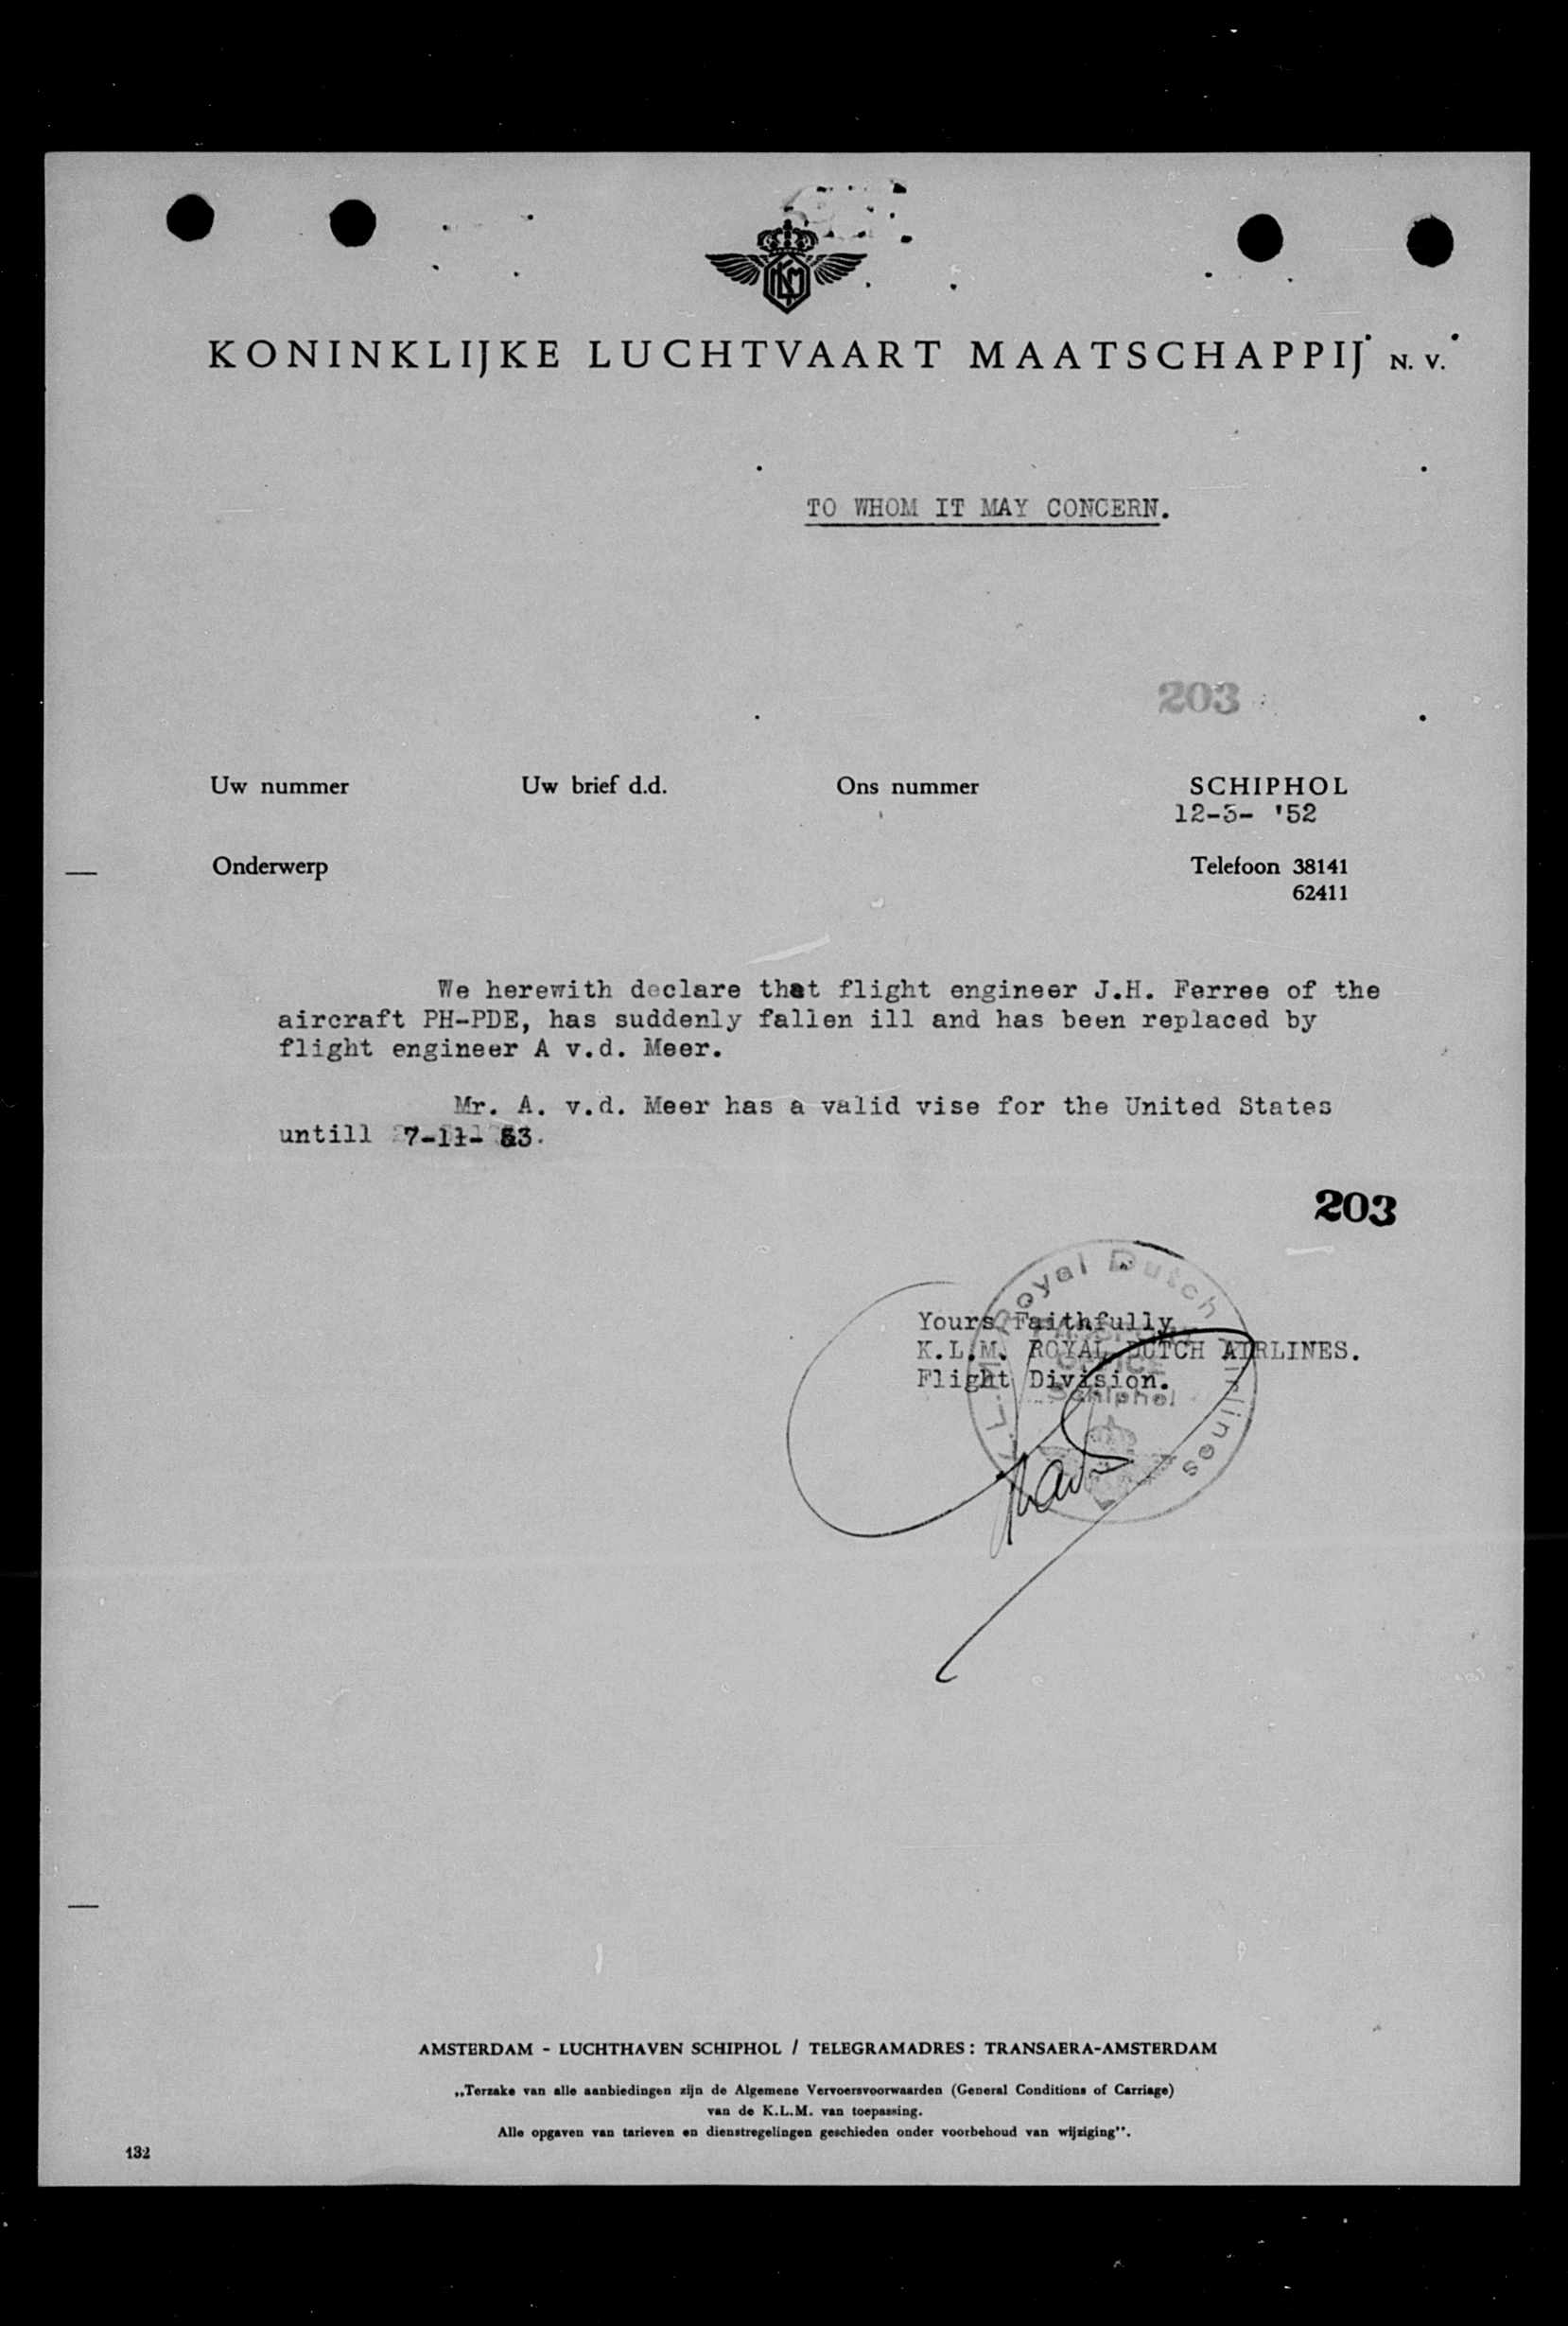 KLM
KONINKLIJKE LUCHTVAART MAATSCHAPPIJ N. V.
TO WHOM IT MAY CONCERN.
203
Uw nummer Uw brief d.d. Ons nummer SCHIPHOL
12-3- '52
Onderwerp Telefoon 38141
62411
We herewith declare that flight engineer J.H. Ferree of the
aircraft PH-PDE, has suddenly fallen ill and has been replaced by
flight engineer A v.d. Meer.
Mr. A. v.d. Meer has a valid vise for the United States
untill 7-11- 53.
203
Royal Dutch Airlines
Yours Faithfully
K.L.M. ROYAL DUTCH AIRLINES.
Flight Division.
Schiphol
AMSTERDAM - LUCHTHAVEN SCHIPHOL / TELEGRAMADRES: TRANSAERA-AMSTERDAM
„Terzake van alle aanbiedingen zijn de Algemene Vervoersvoorwaarden (General Conditions of Carriage)
van de K.L.M. van toepassing.
Alle opgaven van tarieven en dienstregelingen geschieden onder voorbehoud van wijziging”.
132